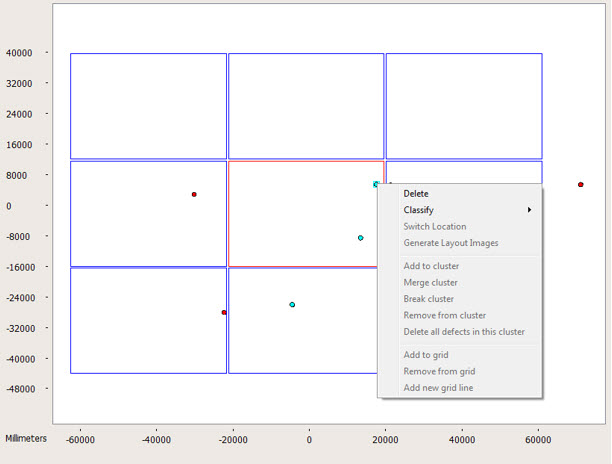 40000
32000
24000
16000
8000
0
-8000
-16000
-24000
-32000
-40000
-48000
Delete
Classify
Switch Location
Generate Layout Images
Add to cluster
Merge cluster
Break cluster
Remove from cluster
Delete all defects in this cluster
Add to grid
Remove from grid
Add new grid line
Millmeters -60000 -40000 -20000 0 20000 40000 60000